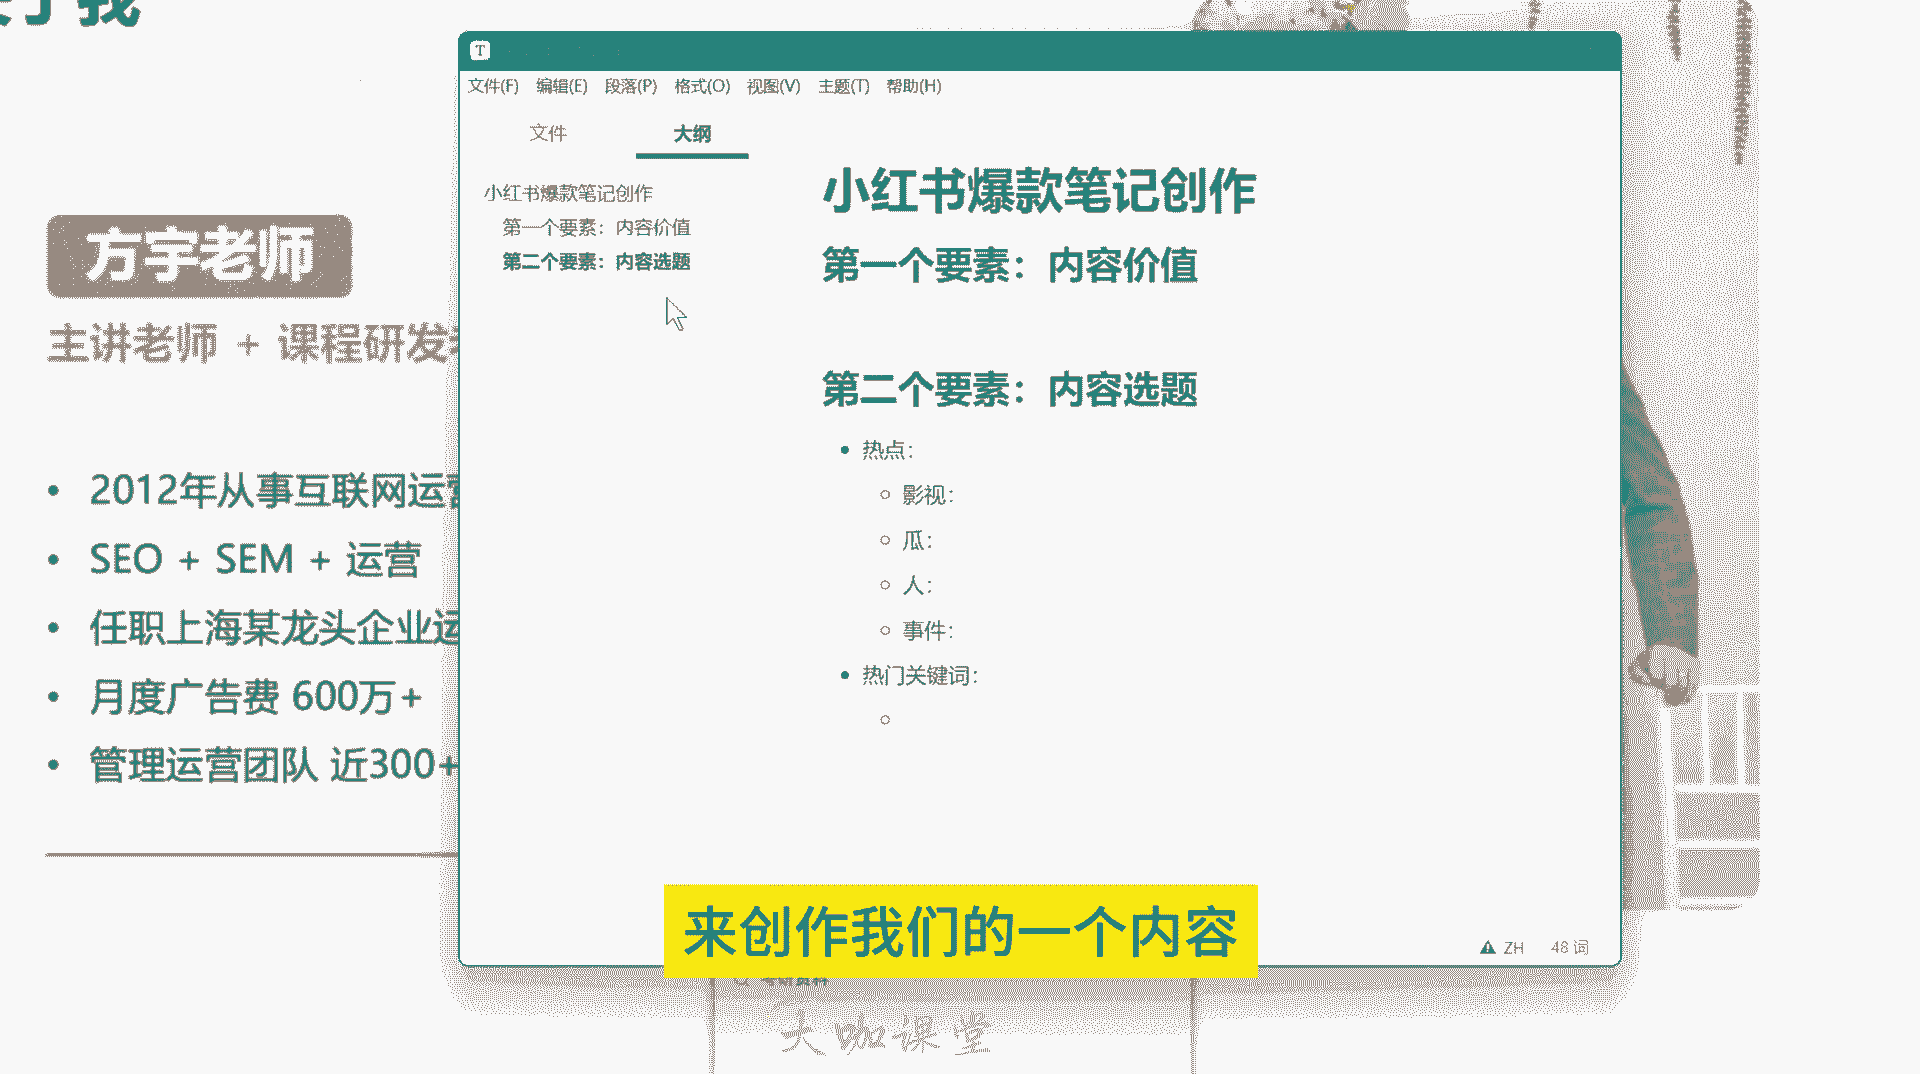 我
方宇老师
主讲老师 + 课程研发
2012年从事互联网运营
SEO + SEM + 运营
任职上海某龙头企业运
月度广告费 600万+
管理运营团队 近300+
T
文件(F) 编辑(E) 段落(P) 格式(O) 视图(V) 主题(T) 帮助(H)
文件 大纲
小红书爆款笔记创作
第一个要素：内容价值
第二个要素：内容选题
小红书爆款笔记创作
第一个要素：内容价值
第二个要素：内容选题
热点：
影视：
瓜：
人：
事件：
热门关键词：
ZH 48 词
来创作我们的一个内容
大咖课堂